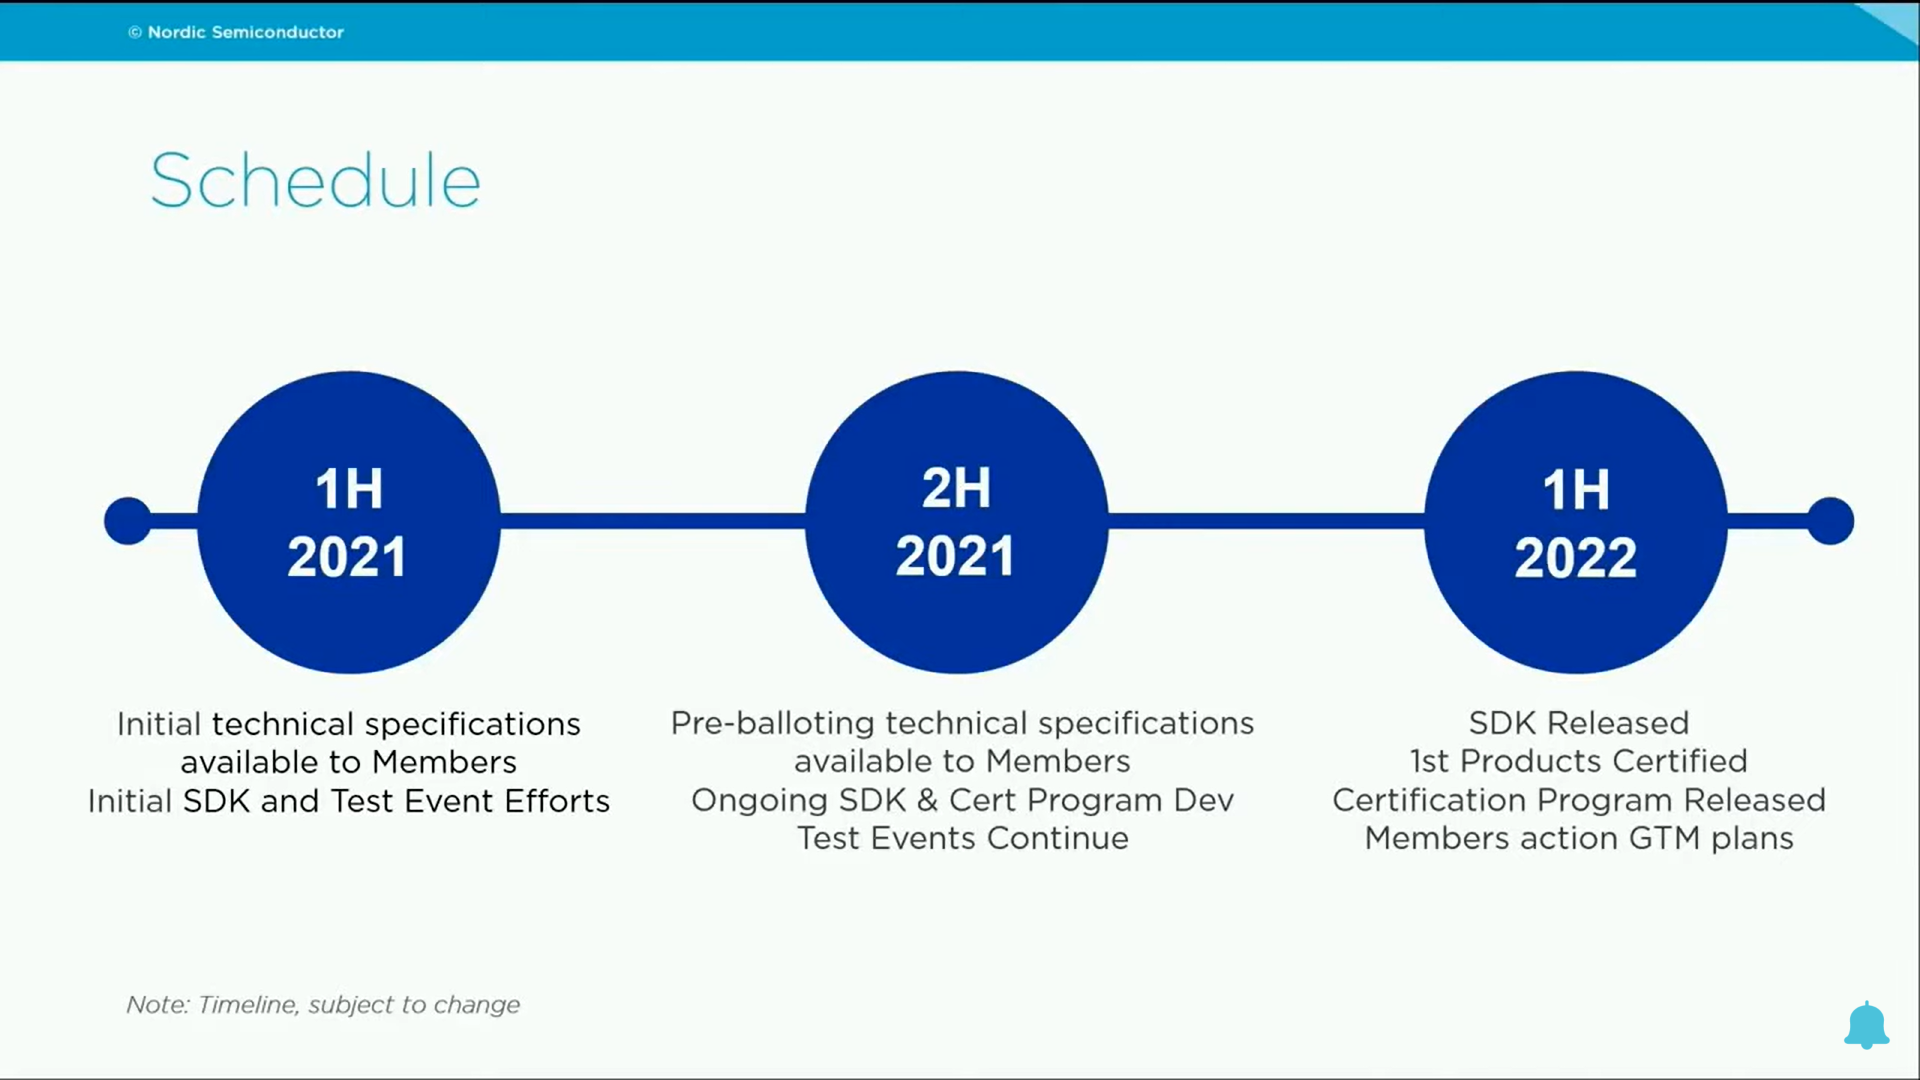 © Nordic Semiconductor
Schedule
1H
2021
Initial technical specifications
available to Members
Initial SDK and Test Event Efforts
2H
2021
Pre-balloting technical specifications
available to Members
Ongoing SDK & Cert Program Dev
Test Events Continue
1H
2022
SDK Released
1st Products Certified
Certification Program Released
Members action GTM plans
Note: Timeline, subject to change